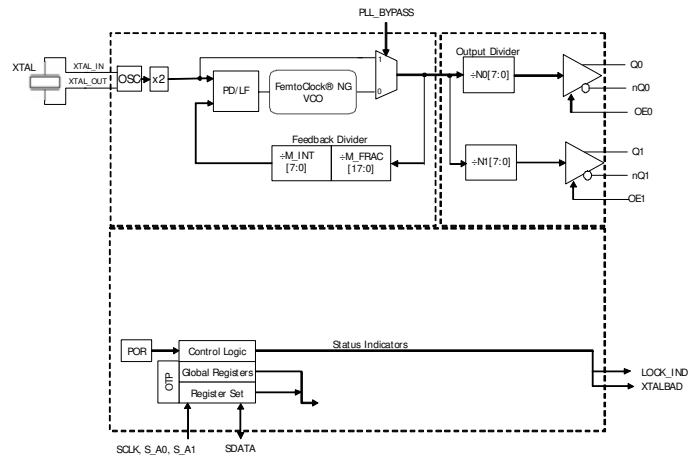 PLL_BYPASS
XTAL
XTAL_IN
XTAL_OUT
OSC
x2
PD/LF
FemtoClock® NG
VCO
1
0
Output Divider
÷N0[7:0]
Q0
nQ0
OE0
Feedback Divider
÷M_INT
[7:0]
÷M_FRAC
[17:0]
÷N1[7:0]
Q1
nQ1
OE1
POR
Control Logic
Status Indicators
OTP
Global Registers
Register Set
LOCK_IND
XTALBAD
SCLK, S_A0, S_A1
SDATA